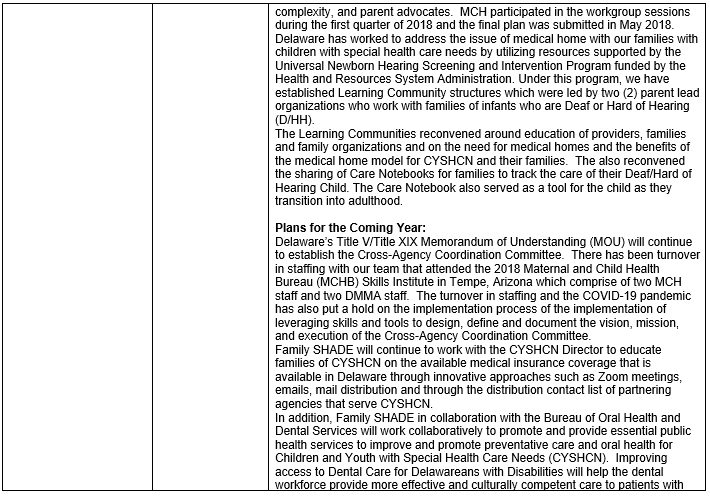 complexity, and parent advocates.  MCH participated in the workgroup sessions
during the first quarter of 2018 and the final plan was submitted in May 2018.
Delaware has worked to address the issue of medical home with our families with
children with special health care needs by utilizing resources supported by the
Universal Newborn Hearing Screening and Intervention Program funded by the
Health and Resources System Administration. Under this program, we have
established Learning Community structures which were led by two (2) parent lead
organizations who work with families of infants who are Deaf or Hard of Hearing
(D/HH).
The Learning Communities reconvened around education of providers, families
and family organizations and on the need for medical homes and the benefits of
the medical home model for CYSHCN and their families.  The also reconvened
the sharing of Care Notebooks for families to track the care of their Deaf/Hard of
Hearing Child. The Care Notebook also served as a tool for the child as they
transition into adulthood.

Plans for the Coming Year:
Delaware's Title V/Title XIX Memorandum of Understanding (MOU) will continue
to establish the Cross-Agency Coordination Committee.  There has been turnover
in staffing with our team that attended the 2018 Maternal and Child Health
Bureau (MCHB) Skills Institute in Tempe, Arizona which comprise of two MCH
staff and two DMMA staff.  The turnover in staffing and the COVID-19 pandemic
has also put a hold on the implementation process of the implementation of
leveraging skills and tools to design, define and document the vision, mission,
and execution of the Cross-Agency Coordination Committee.
Family SHADE will continue to work with the CYSHCN Director to educate
families of CYSHCN on the available medical insurance coverage that is
available in Delaware through innovative approaches such as Zoom meetings,
emails, mail distribution and through the distribution contact list of partnering
agencies that serve CYSHCN.
In addition, Family SHADE in collaboration with the Bureau of Oral Health and
Dental Services will work collaboratively to promote and provide essential public
health services to improve and promote preventative care and oral health for
Children and Youth with Special Health Care Needs (CYSHCN).  Improving
access to Dental Care for Delawareans with Disabilities will help the dental
workforce provide more effective and culturally competent care to patients with